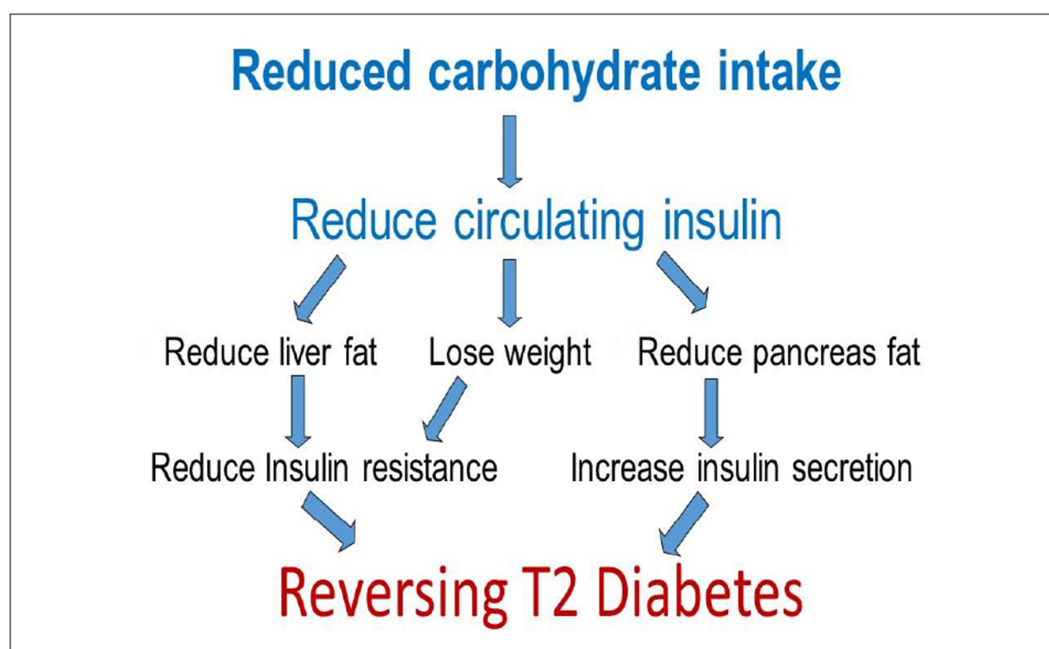 Reduced carbohydrate intake
Reduce circulating insulin
Reduce liver fat
Lose weight
Reduce pancreas fat
Reduce Insulin resistance
Increase insulin secretion
Reversing T2 Diabetes